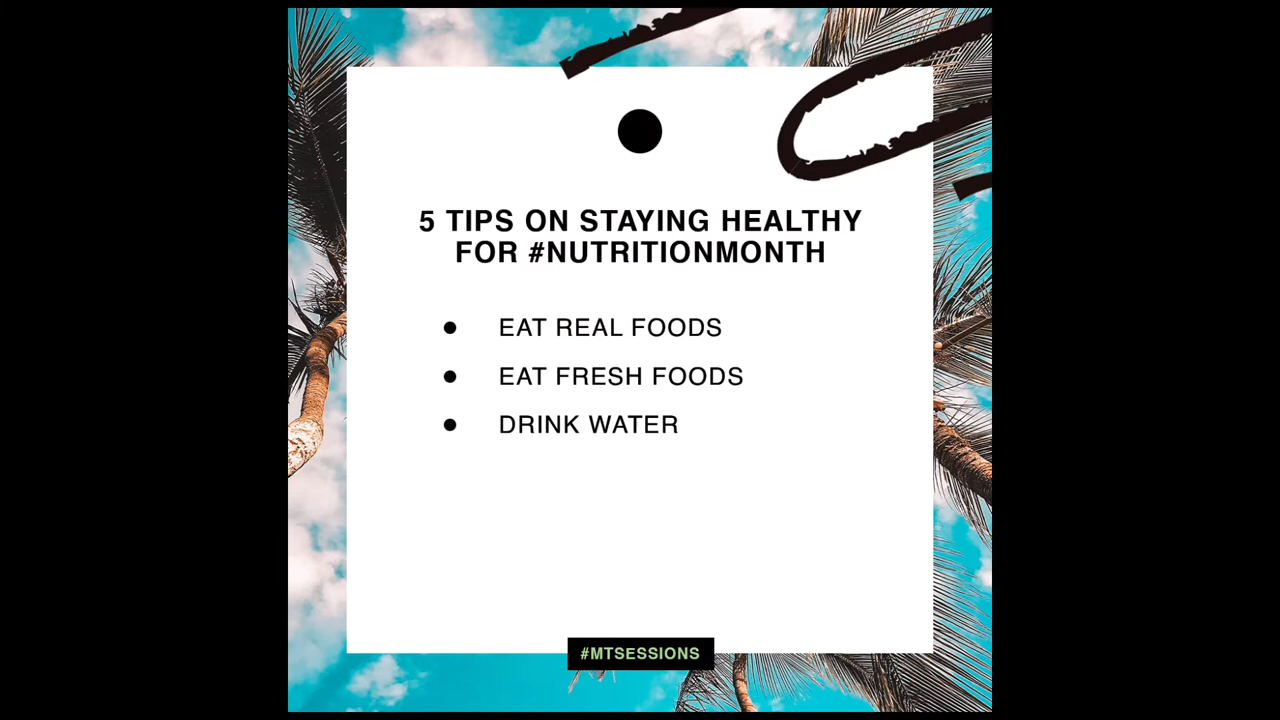 5 TIPS ON STAYING HEALTHY
FOR #NUTRITIONMONTH
● EAT REAL FOODS
● EAT FRESH FOODS
● DRINK WATER
#MTSESSIONS